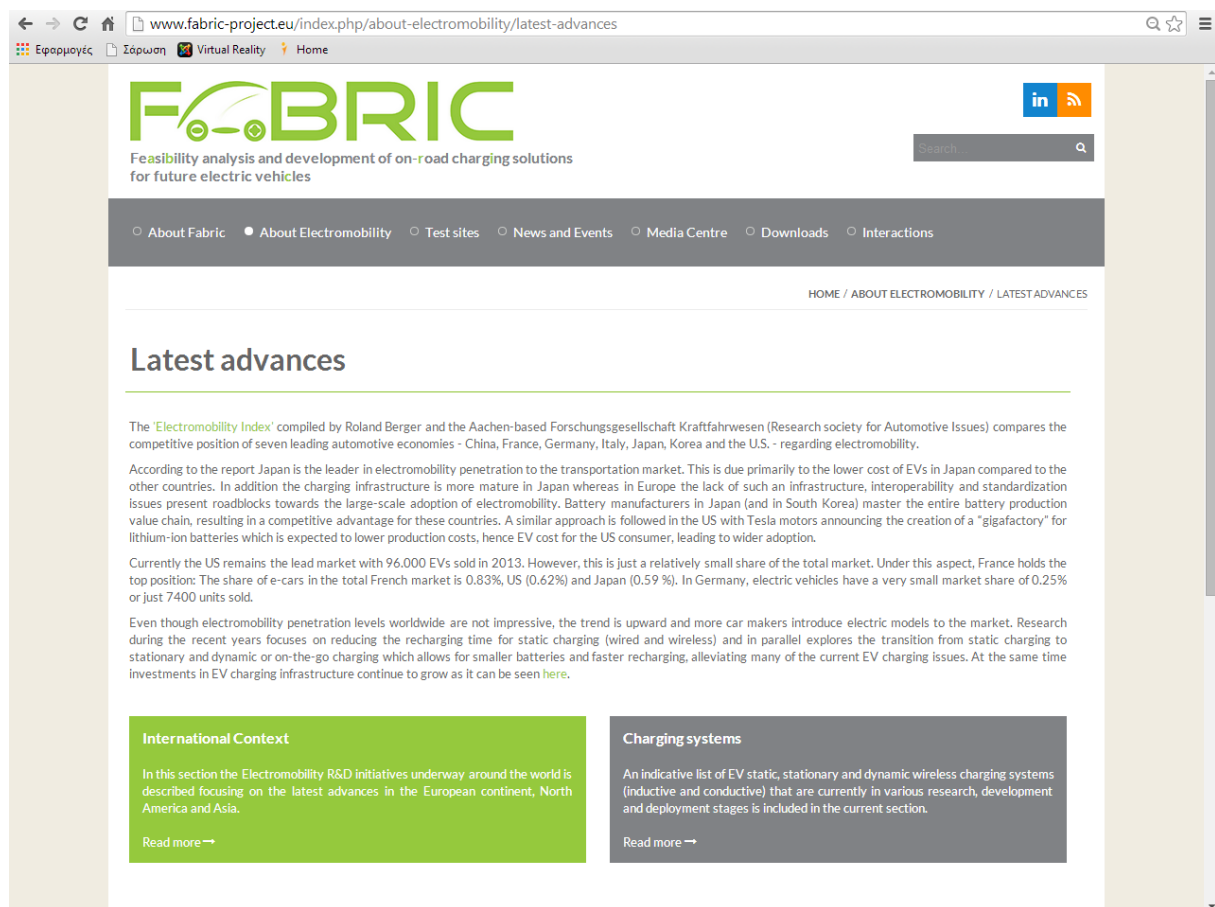 www.fabric-project.eu/index.php/about-electromobility/latest-advances
Εφαρμογές Σάρωση Virtual Reality Home
FABRIC
Feasibility analysis and development of on-road charging solutions
for future electric vehicles
in
Search...
About Fabric About Electromobility Test sites News and Events Media Centre Downloads Interactions
HOME / ABOUT ELECTROMOBILITY / LATEST ADVANCES
Latest advances
The 'Electromobility Index' compiled by Roland Berger and the Aachen-based Forschungsgesellschaft Kraftfahrwesen (Research society for Automotive Issues) compares the
competitive position of seven leading automotive economies - China, France, Germany, Italy, Japan, Korea and the U.S. - regarding electromobility.
According to the report Japan is the leader in electromobility penetration to the transportation market. This is due primarily to the lower cost of EVs in Japan compared to the
other countries. In addition the charging infrastructure is more mature in Japan whereas in Europe the lack of such an infrastructure, interoperability and standardization
issues present roadblocks towards the large-scale adoption of electromobility. Battery manufacturers in Japan (and in South Korea) master the entire battery production
value chain, resulting in a competitive advantage for these countries. A similar approach is followed in the US with Tesla motors announcing the creation of a "gigafactory" for
lithium-ion batteries which is expected to lower production costs, hence EV cost for the US consumer, leading to wider adoption.
Currently the US remains the lead market with 96.000 EVs sold in 2013. However, this is just a relatively small share of the total market. Under this aspect, France holds the
top position: The share of e-cars in the total French market is 0.83%, US (0.62%) and Japan (0.59 %). In Germany, electric vehicles have a very small market share of 0.25%
or just 7400 units sold.
Even though electromobility penetration levels worldwide are not impressive, the trend is upward and more car makers introduce electric models to the market. Research
during the recent years focuses on reducing the recharging time for static charging (wired and wireless) and in parallel explores the transition from static charging to
stationary and dynamic or on-the-go charging which allows for smaller batteries and faster recharging, alleviating many of the current EV charging issues. At the same time
investments in EV charging infrastructure continue to grow as it can be seen here.
International Context
In this section the Electromobility R&D initiatives underway around the world is
described focusing on the latest advances in the European continent, North
America and Asia.
Read more→
Charging systems
An indicative list of EV static, stationary and dynamic wireless charging systems
(inductive and conductive) that are currently in various research, development
and deployment stages is included in the current section.
Read more →